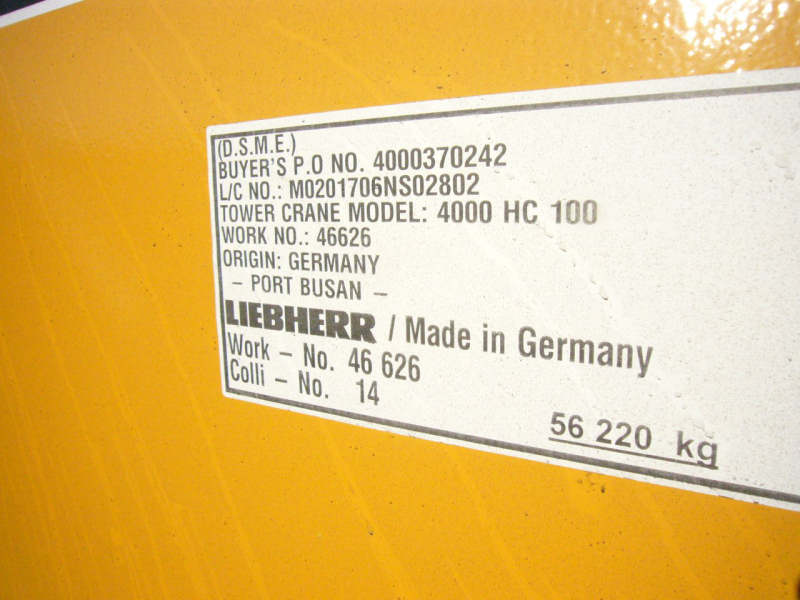 (D.S.M.E.)
BUYER'S P.O NO. 4000370242
L/C NO.: M0201706NS02802
TOWER CRANE MODEL: 4000 HC 100
WORK NO.: 46626
ORIGIN: GERMANY
- PORT BUSAN -
LIEBHERR / Made in Germany
Work - No. 46 626
Colli - No. 14
56 220 kg